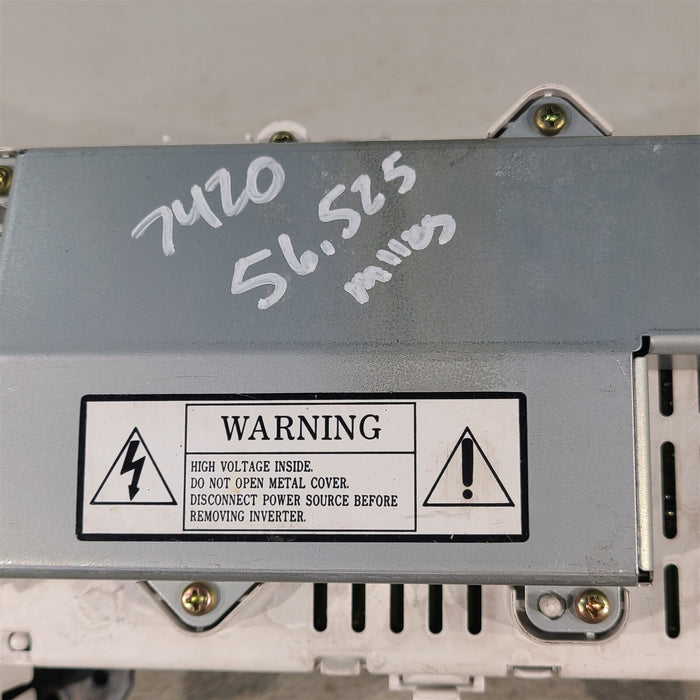 7420
56,525
miles
WARNING
HIGH VOLTAGE INSIDE.
DO NOT OPEN METAL COVER.
DISCONNECT POWER SOURCE BEFORE
REMOVING INVERTER.